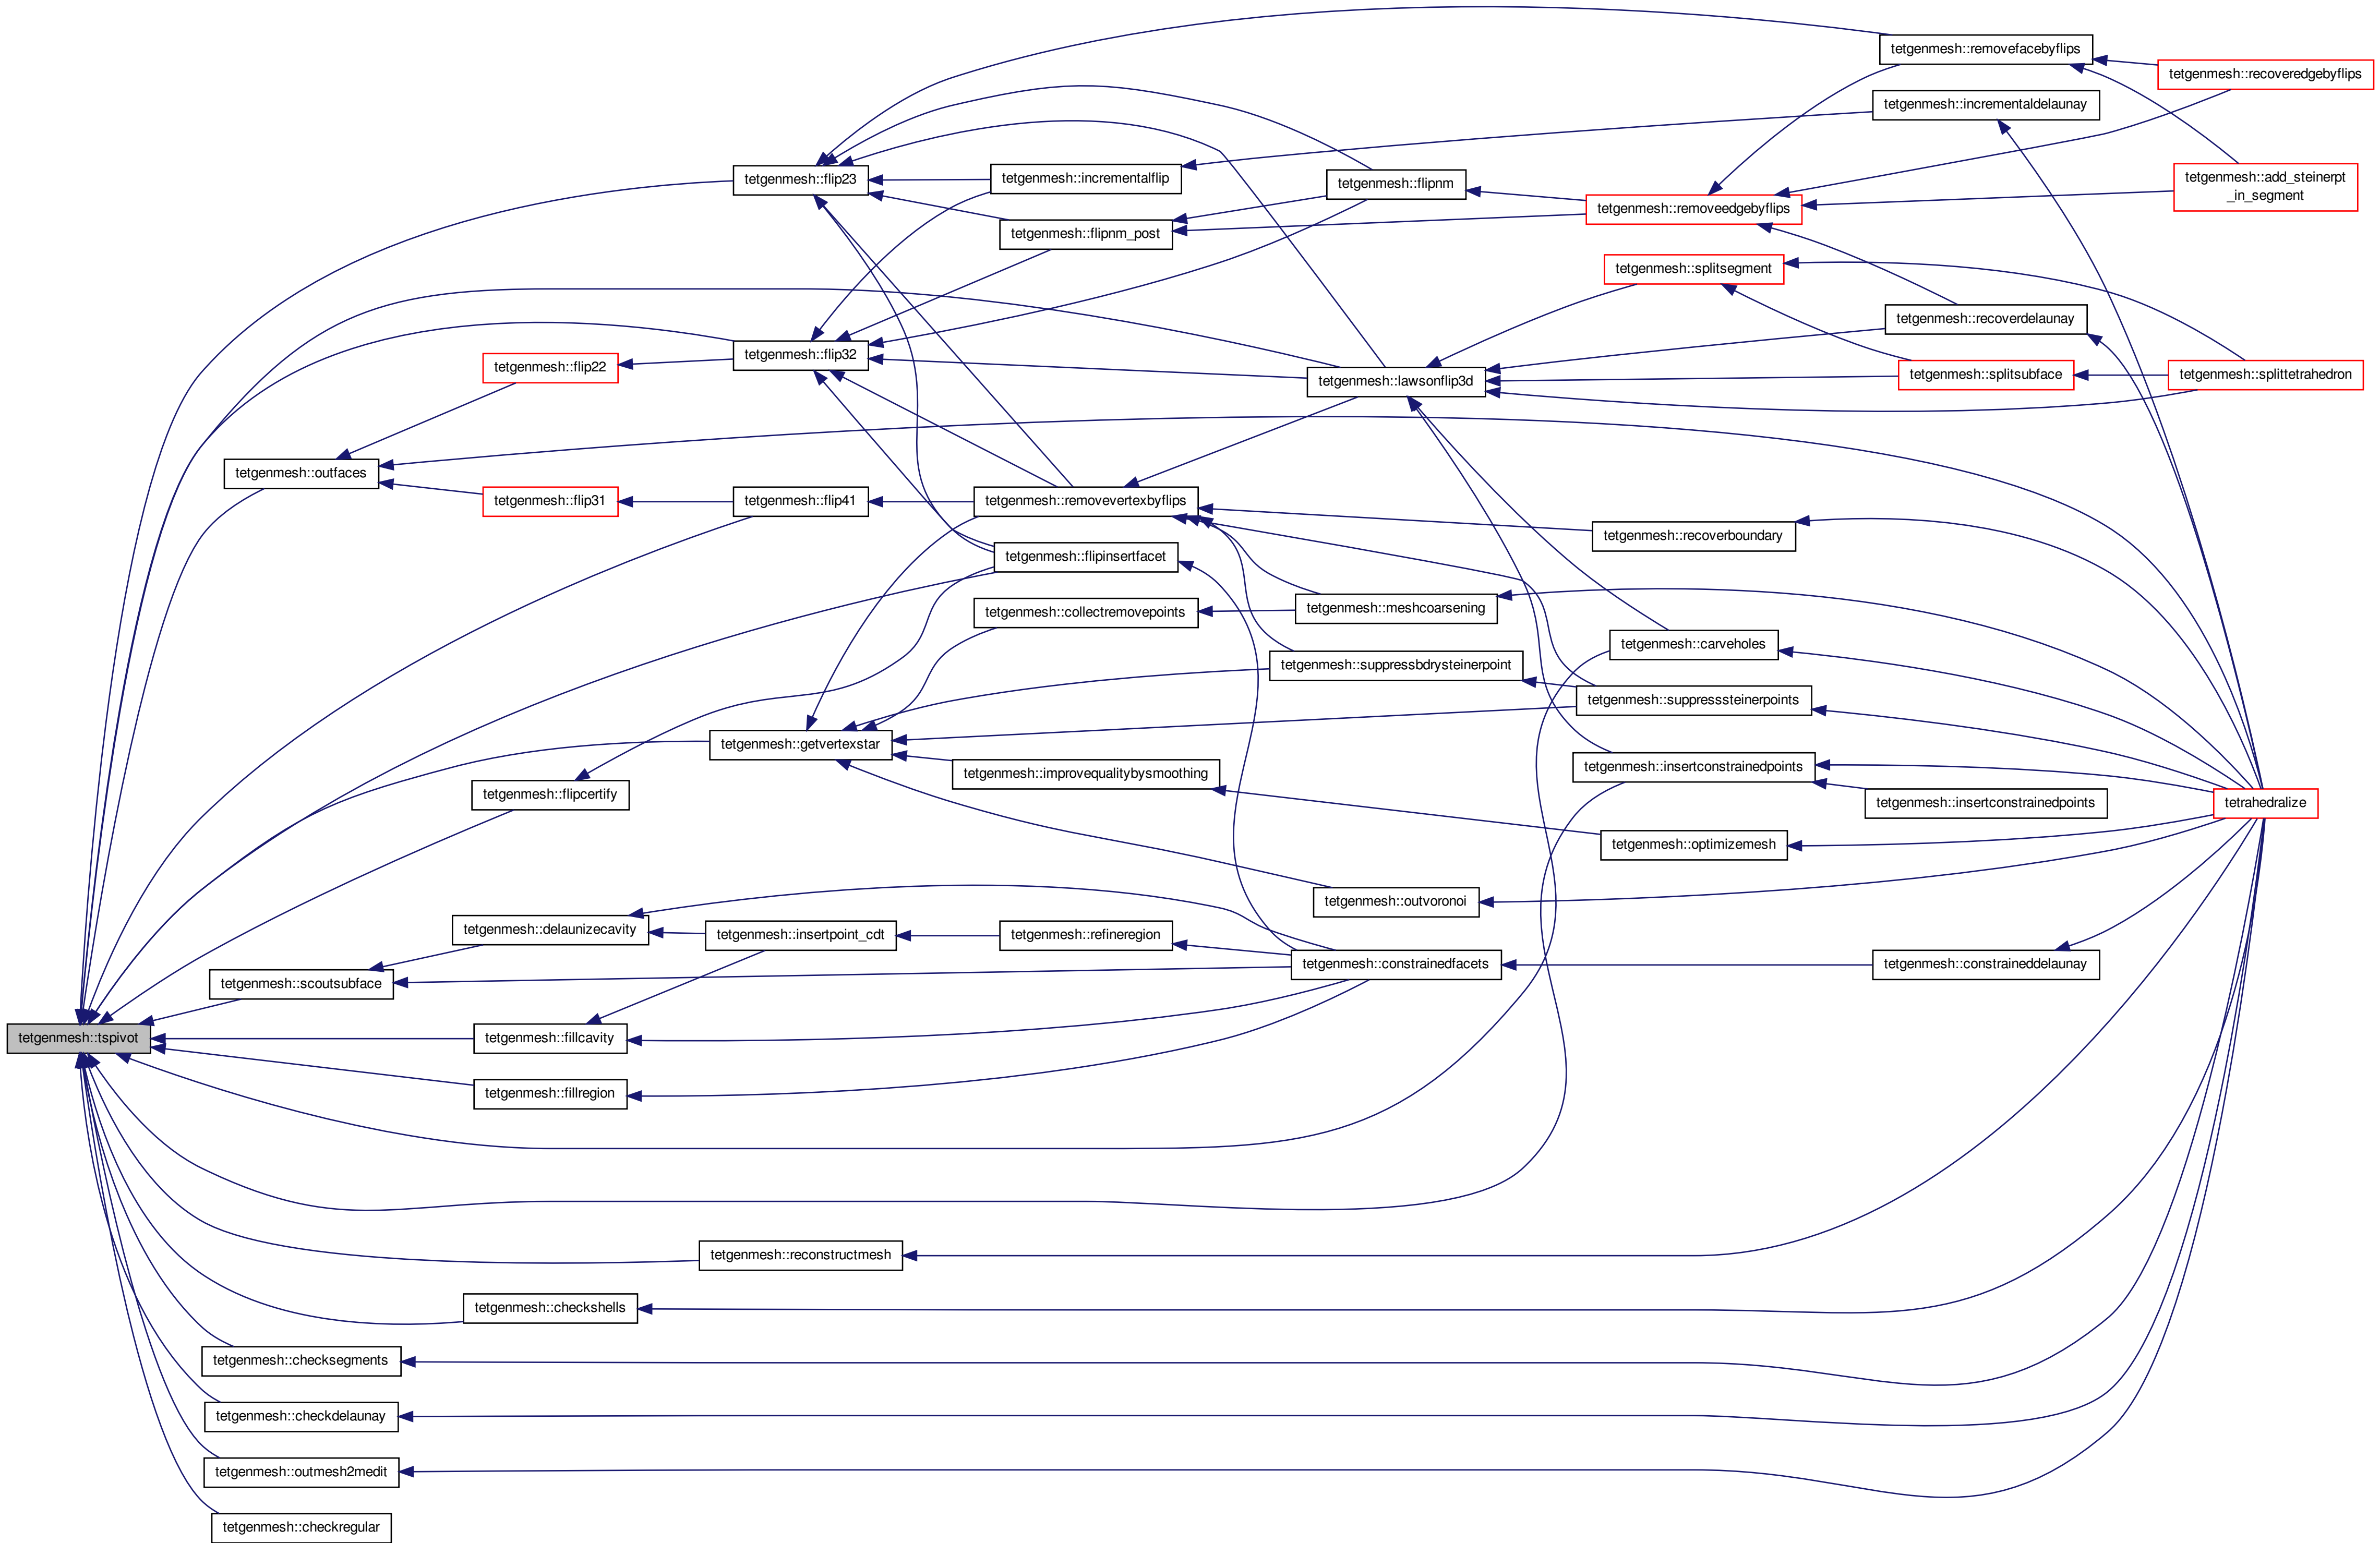 tetgenmesh::removefacebyflips
tetgenmesh::recoveredgebyflips
tetgenmesh::incrementaldelaunay
tetgenmesh::flip23
tetgenmesh::incrementalflip
tetgenmesh::flipnm
tetgenmesh::add_steinerpt
_in_segment
tetgenmesh::removeedgebyflips
tetgenmesh::flipnm_post
tetgenmesh::splitsegment
tetgenmesh::recoverdelaunay
tetgenmesh::flip32
tetgenmesh::flip22
tetgenmesh::lawsonflip3d
tetgenmesh::splitsubface
tetgenmesh::splittetrahedron
tetgenmesh::outfaces
tetgenmesh::flip31
tetgenmesh::flip41
tetgenmesh::removevertexbyflips
tetgenmesh::recoverboundary
tetgenmesh::flipinsertfacet
tetgenmesh::collectremovepoints
tetgenmesh::meshcoarsening
tetgenmesh::carveholes
tetgenmesh::suppressbdrysteinerpoint
tetgenmesh::suppresssteinerpoints
tetgenmesh::getvertexstar
tetgenmesh::improvequalitybysmoothing
tetgenmesh::insertconstrainedpoints
tetgenmesh::flipcertify
tetgenmesh::insertconstrainedpoints
tetrahedralize
tetgenmesh::optimizemesh
tetgenmesh::outvoronoi
tetgenmesh::delaunizecavity
tetgenmesh::insertpoint_cdt
tetgenmesh::refineregion
tetgenmesh::constrainedfacets
tetgenmesh::constraineddelaunay
tetgenmesh::scoutsubface
tetgenmesh::tspivot
tetgenmesh::fillcavity
tetgenmesh::fillregion
tetgenmesh::reconstructmesh
tetgenmesh::checkshells
tetgenmesh::checksegments
tetgenmesh::checkdelaunay
tetgenmesh::outmesh2medit
tetgenmesh::checkregular